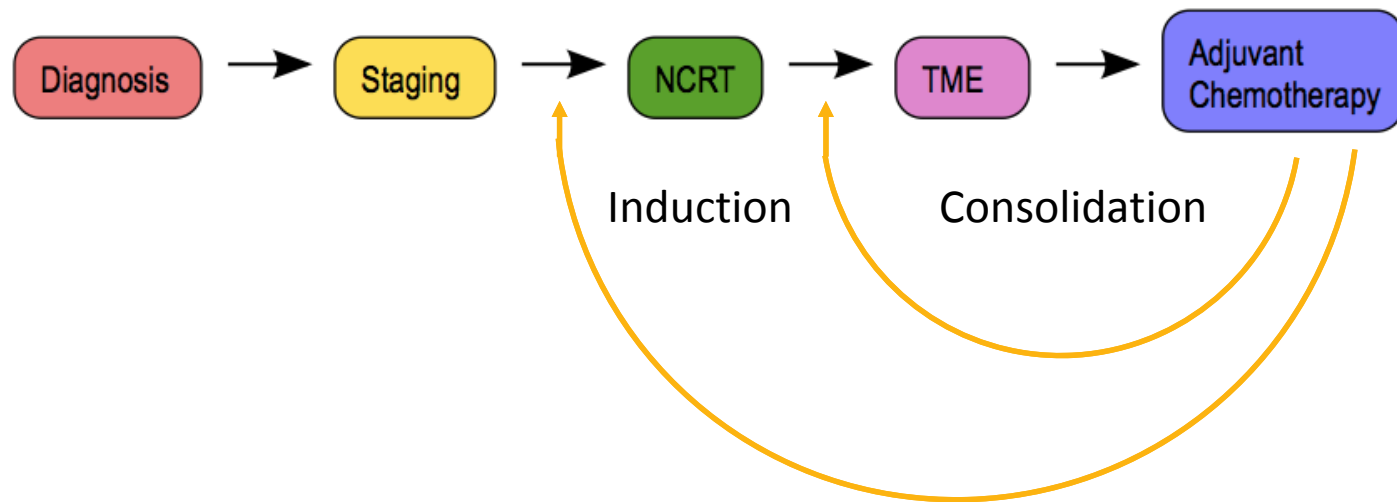 Diagnosis
Staging
NCRT
TME
Adjuvant
Chemotherapy
Induction
Consolidation